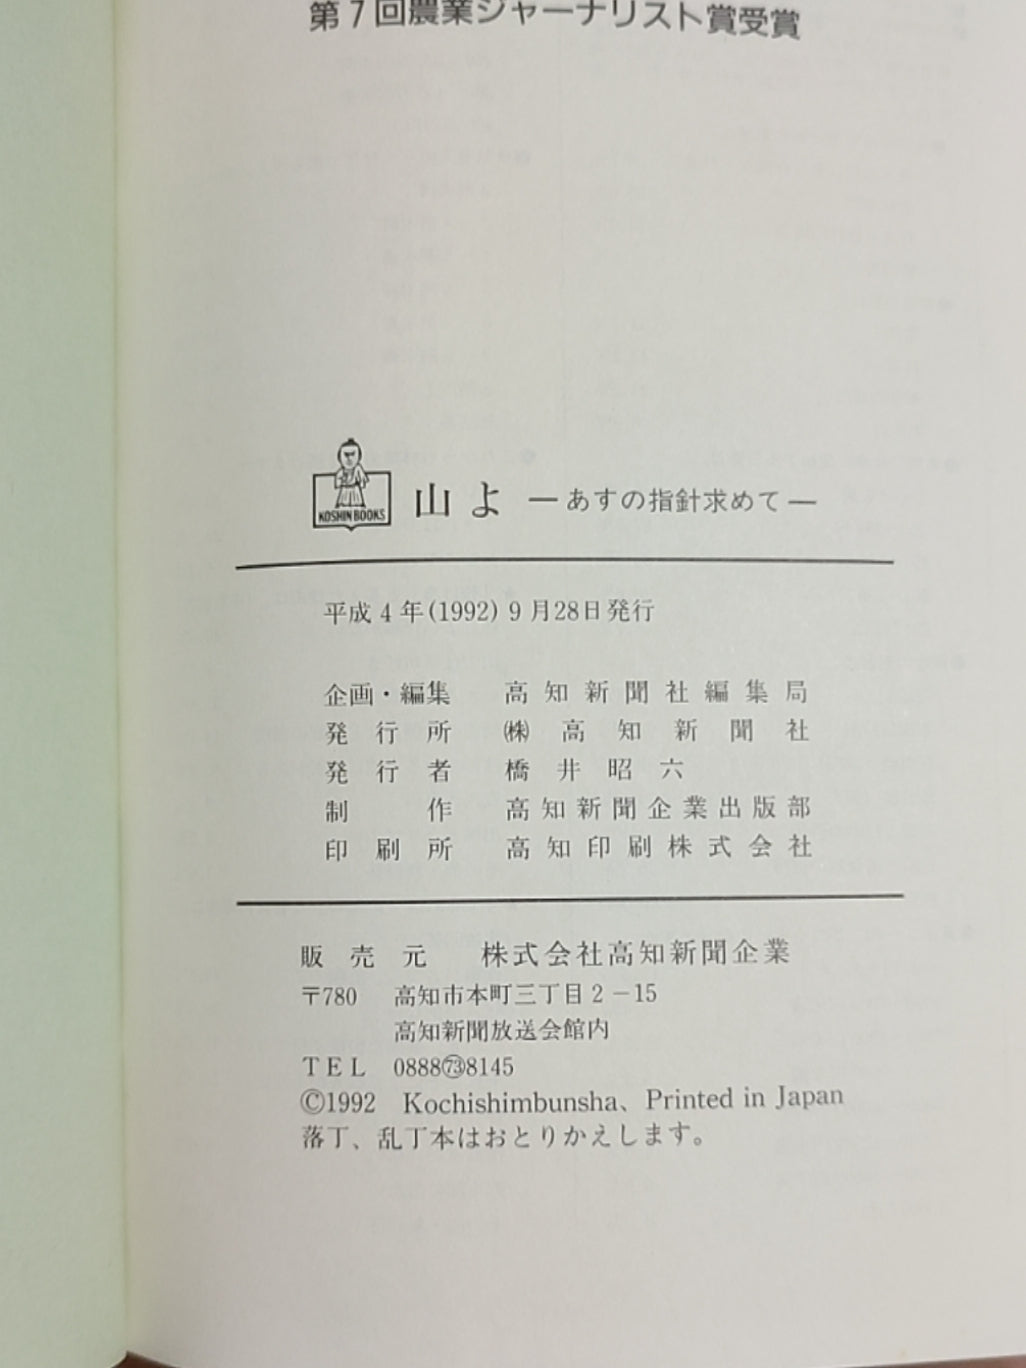 第7回農業ジャーナリスト賞受賞
KOSHIN BOOKS
山よ ―あすの指針求めて―
平成4年(1992)9月28日発行
企画・編集 高知新聞社編集局
発行所 ㈱高知新聞社
発行者 橋井昭六
制作 高知新聞企業出版部
印刷所 高知印刷株式会社
販売元 株式会社高知新聞企業
〒780 高知市本町三丁目2-15
高知新聞放送会館内
TEL 0888㉓8145
©1992 Kochishimbunsha、Printed in Japan
落丁、乱丁本はおとりかえします。